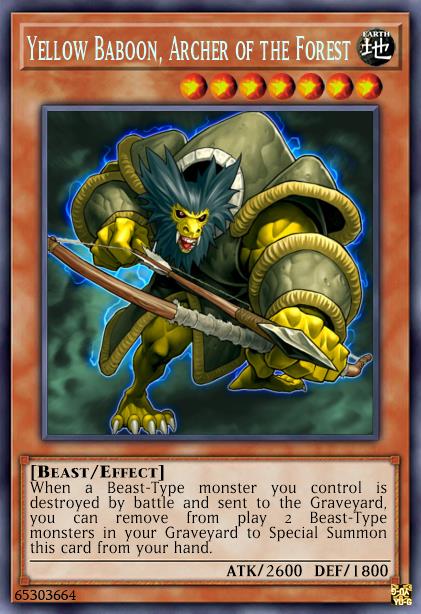 Yellow Baboon, Archer of the Forest
EARTH
地
[Beast/Effect]
When a Beast-Type monster you control is
destroyed by battle and sent to the Graveyard,
you can remove from play 2 Beast-Type
monsters in your Graveyard to Special Summon
this card from your hand.
ATK/2600 DEF/1800
65303664